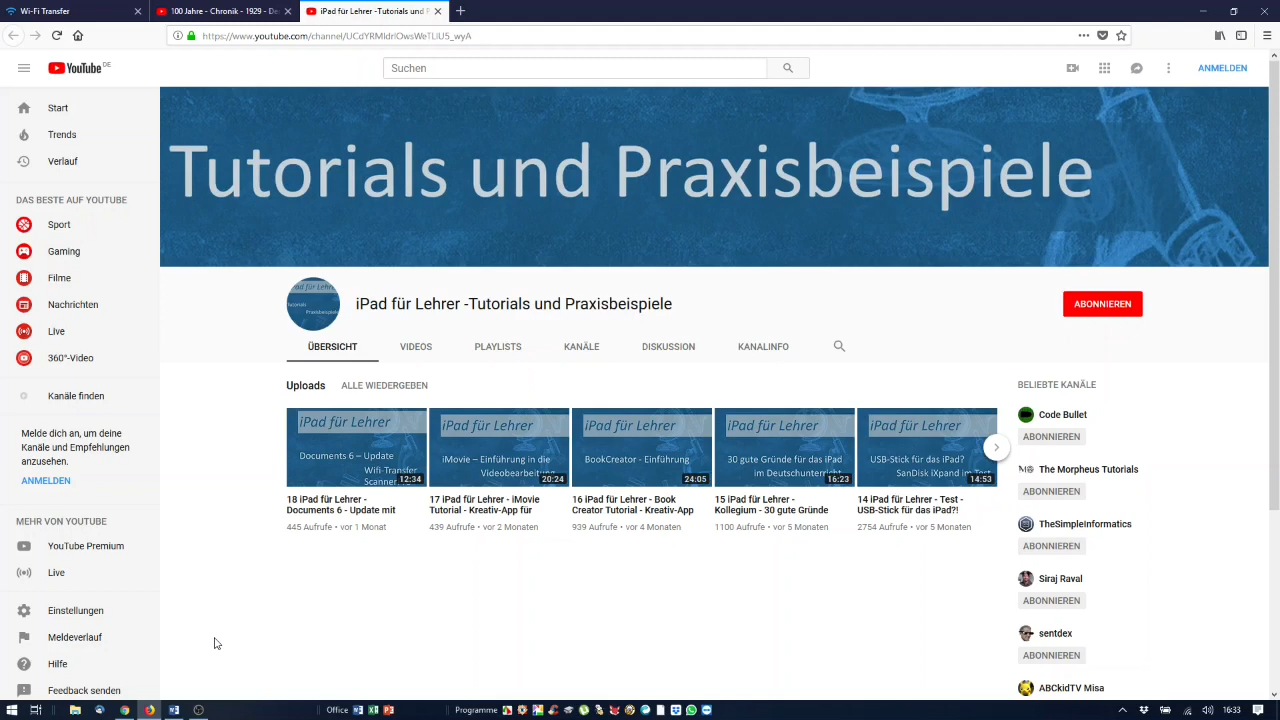 Wi-Fi Transfer
100 Jahre - Chronik - 1929 - De
iPad für Lehrer -Tutorials und P
YouTube DE
Suchen
ANMELDEN
Start
Trends
Verlauf
DAS BESTE AUF YOUTUBE
Sport
Gaming
Filme
Nachrichten
Live
360°-Video
Kanäle finden
Melde dich an, um deine
Kanäle und Empfehlungen
anzusehen.
ANMELDEN
MEHR VON YOUTUBE
YouTube Premium
Live
Einstellungen
Meldeverlauf
Hilfe
Feedback senden
Tutorials und Praxisbeispiele
iPad für Lehrer -Tutorials und Praxisbeispiele
ABONNIEREN
ÜBERSICHT
VIDEOS
PLAYLISTS
KANÄLE
DISKUSSION
KANALINFO
Uploads
ALLE WIEDERGEBEN
iPad für Lehrer
Documents 6 – Update
Wifi-Transfer
Scanner
12:34
18 iPad für Lehrer -
Documents 6 - Update mit
445 Aufrufe • vor 1 Monat
iPad für Lehrer
iMovie – Einführung in die
Videobearbeitung
20:24
17 iPad für Lehrer - iMovie
Tutorial - Kreativ-App für
439 Aufrufe • vor 2 Monaten
iPad für Lehrer
BookCreator - Einführung
24:05
16 iPad für Lehrer - Book
Creator Tutorial - Kreativ-App
939 Aufrufe • vor 4 Monaten
iPad für Lehrer
30 gute Gründe für das iPad
im Deutschunterricht
16:23
15 iPad für Lehrer -
Kollegium - 30 gute Gründe
1100 Aufrufe • vor 5 Monaten
iPad für Lehrer
USB-Stick für das iPad?
SanDisk iXpand im Test
14:53
14 iPad für Lehrer - Test -
USB-Stick für das iPad?!
2754 Aufrufe • vor 5 Monaten
BELIEBTE KANÄLE
Code Bullet
ABONNIEREN
The Morpheus Tutorials
ABONNIEREN
TheSimpleInformatics
ABONNIEREN
Siraj Raval
ABONNIEREN
sentdex
ABONNIEREN
ABCkidTV Misa
Office
Programme
16:33